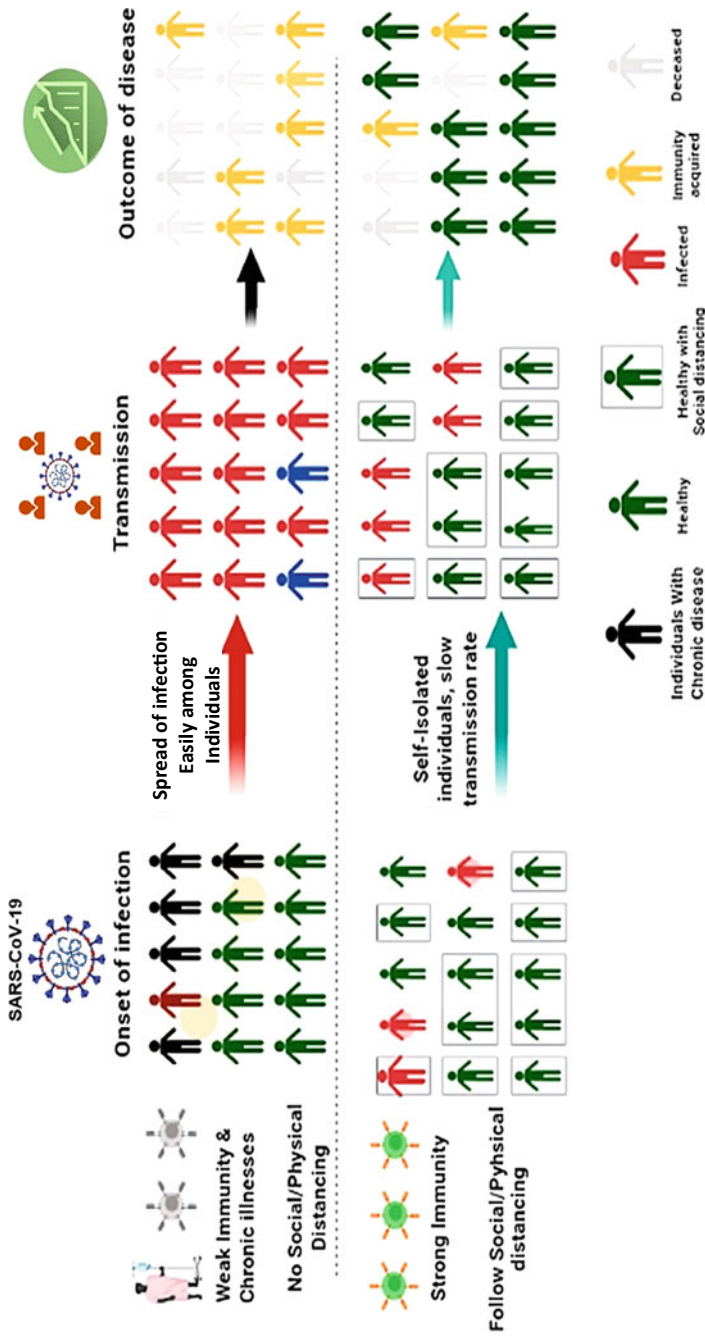 SARS-CoV-19
Onset of infection
Transmission
Outcome of disease
Weak Immunity &
Chronic illnesses
No Social/Physical
Distancing
Spread of infection
Easily among
Individuals
Strong Immunity
Follow Social/Pyhsical
distancing
Self-Isolated
individuals, slow
transmission rate
Individuals With
Chronic disease
Healthy
Healthy with
Social distancing
Infected
Immunity
acquired
Deceased